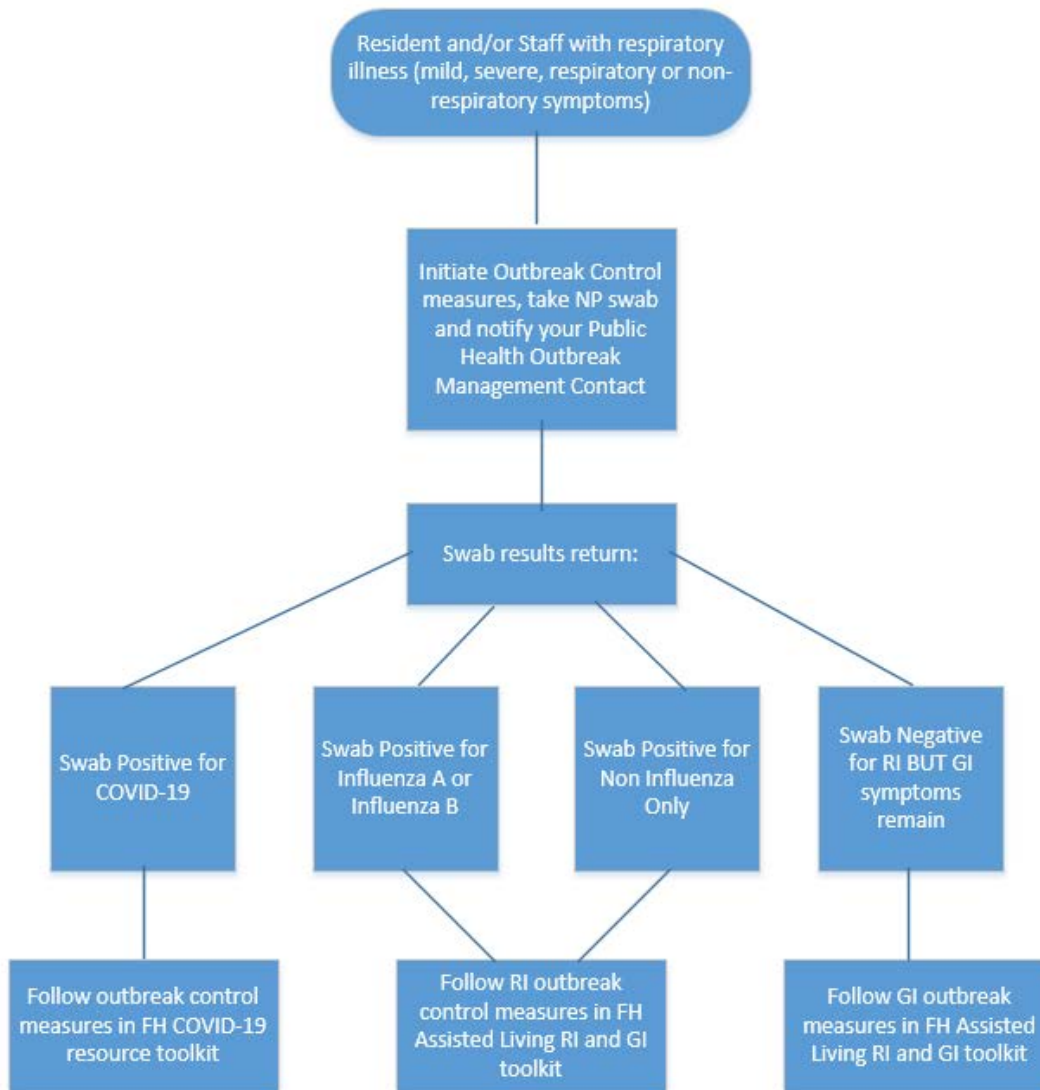 Resident and/or Staff with respiratory
illness (mild, severe, respiratory or non-
respiratory symptoms)
Initiate Outbreak Control
measures, take NP swab
and notify your Public
Health Outbreak
Management Contact
Swab results return:
Swab Positive for
COVID-19
Swab Positive for
Influenza A or
Influenza B
Swab Positive for
Non Influenza
Only
Swab Negative
for RI BUT GI
symptoms
remain
Follow outbreak control
measures in FH COVID-19
resource toolkit
Follow RI outbreak
control measures in FH
Assisted Living RI and GI
toolkit
Follow GI outbreak
measures in FH Assisted
Living RI and GI toolkit